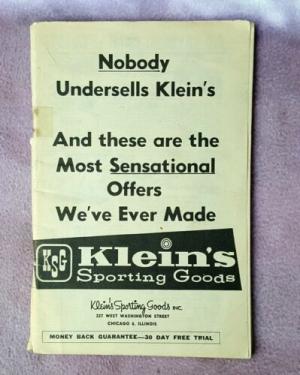 Nobody
Undersells Klein's
And these are the
Most Sensational
Offers
We've Ever Made
KSG
Klein's
Sporting Goods
Klein's Sporting Goods INC.
227 WEST WASHINGTON STREET
CHICAGO 6, ILLINOIS
MONEY BACK GUARANTEE—30 DAY FREE TRIAL